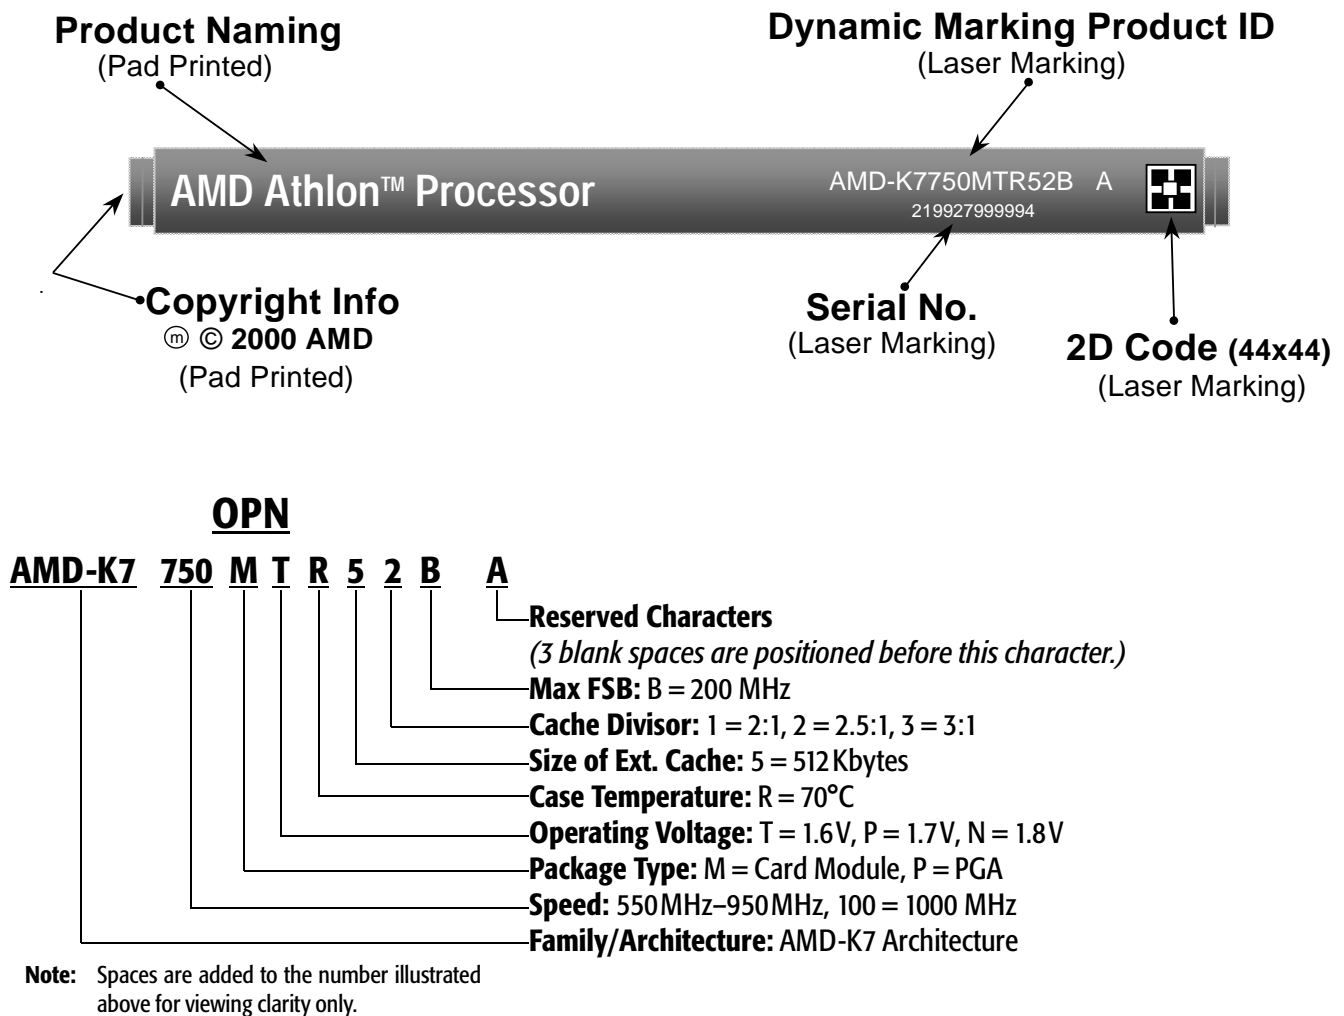 Product Naming
(Pad Printed)
Dynamic Marking Product ID
(Laser Marking)
AMD Athlon™ Processor
AMD-K7750MTR52B A
219927999994
Copyright Info
ⓜ © 2000 AMD
(Pad Printed)
Serial No.
(Laser Marking)
2D Code (44x44)
(Laser Marking)
OPN
AMD-K7 750 M T R 5 2 B A
Reserved Characters
(3 blank spaces are positioned before this character.)
Max FSB: B = 200 MHz
Cache Divisor: 1 = 2:1, 2 = 2.5:1, 3 = 3:1
Size of Ext. Cache: 5 = 512Kbytes
Case Temperature: R = 70°C
Operating Voltage: T = 1.6V, P = 1.7V, N = 1.8V
Package Type: M = Card Module, P = PGA
Speed: 550MHz–950MHz, 100 = 1000 MHz
Family/Architecture: AMD-K7 Architecture
Note: Spaces are added to the number illustrated
above for viewing clarity only.